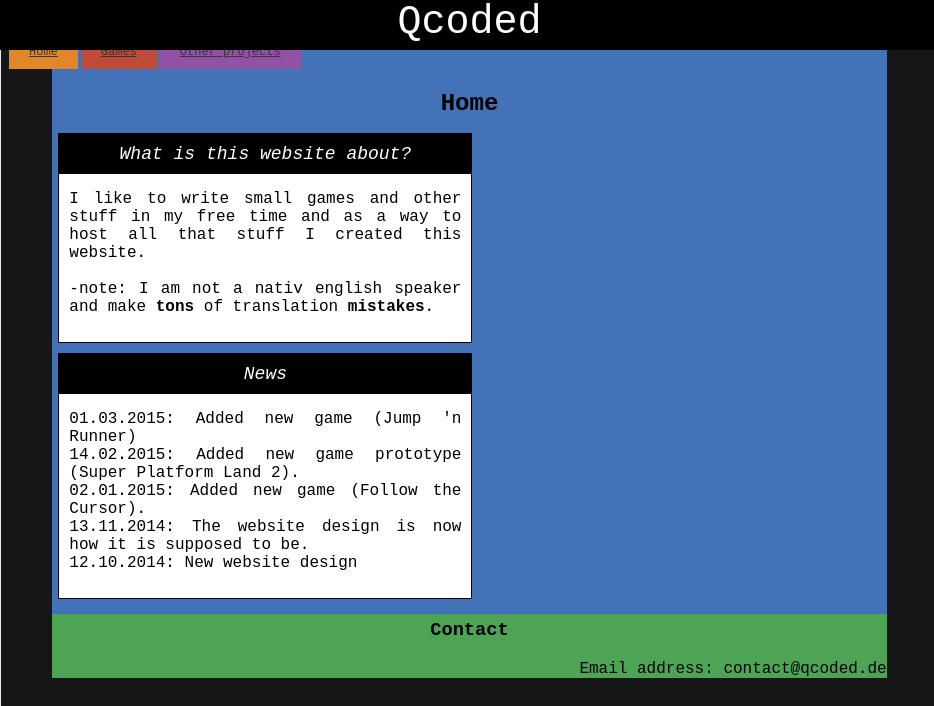 Qcoded
Home Games Other projects
Home
What is this website about?
I like to write small games and other
stuff in my free time and as a way to
host all that stuff I created this
website.
-note: I am not a nativ english speaker
and make tons of translation mistakes.
News
01.03.2015: Added new game (Jump 'n
Runner)
14.02.2015: Added new game prototype
(Super Platform Land 2).
02.01.2015: Added new game (Follow the
Cursor).
13.11.2014: The website design is now
how it is supposed to be.
12.10.2014: New website design
Contact
Email address: contact@qcoded.de